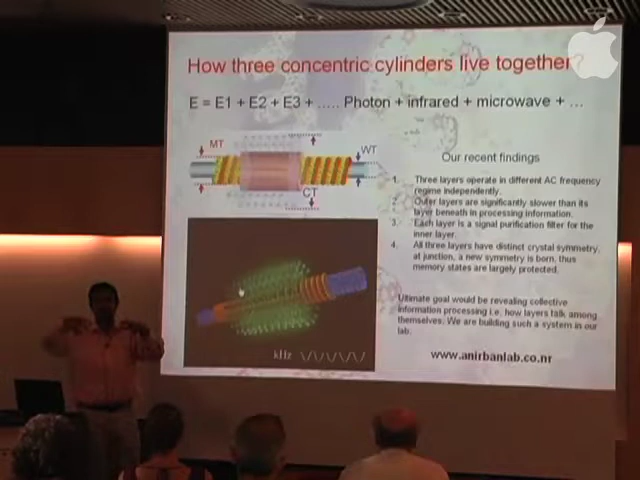 How three concentric cylinders live together?
E = E1 + E2 + E3 + ..... Photon + infrared + microwave + ...
MT
WT
CT
Our recent findings
1. Three layers operate in different AC frequency
regime independently.
2. Outer layers are significantly slower than its
layer beneath in processing information.
3. Each layer is a signal purification filter for the
inner layer.
4. All three layers have distinct crystal symmetry,
at junction, a new symmetry is born, thus
memory states are largely protected.
Ultimate goal would be revealing collective
information processing i.e. how layers talk among
themselves. We are building such a system in our
lab.
kHz
www.anirbanlab.co.nr